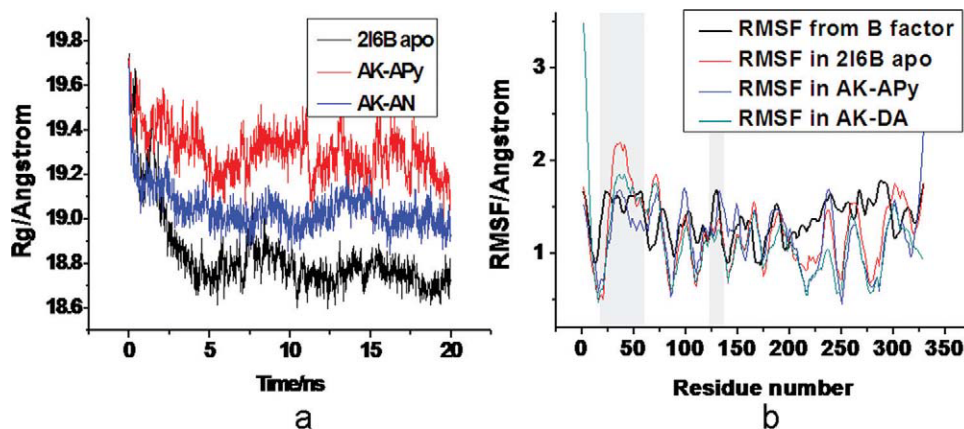 19.8
19.6
19.4
19.2
19.0
18.8
18.6
Rg/Angstrom
2I6B apo
AK-APy
AK-AN
0 5 10 15 20
Time/ns
a
3
2
1
RMSF/Angstrom
RMSF from B factor
RMSF in 2I6B apo
RMSF in AK-APy
RMSF in AK-DA
0 50 100 150 200 250 300 350
Residue number
b